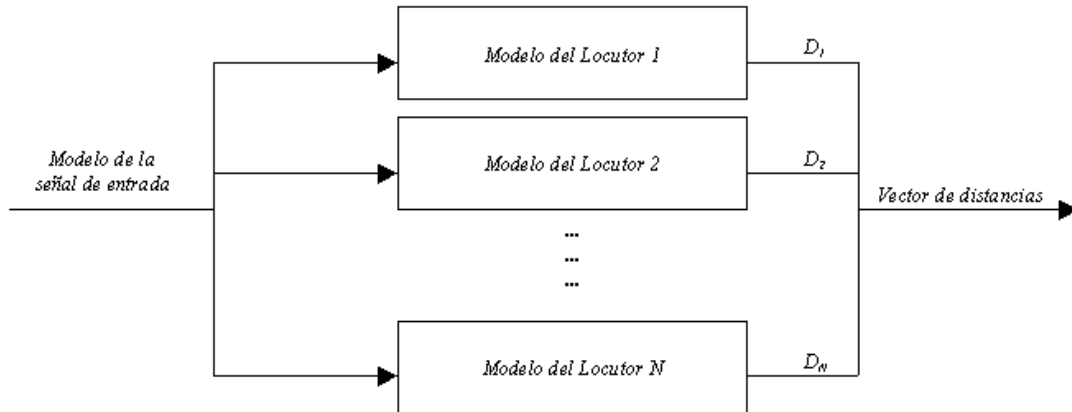 Modelo del Locutor 1
D₁
Modelo de la
señal de entrada
Modelo del Locutor 2
D₂
Vector de distancias
...
...
...
Modelo del Locutor N
D_N